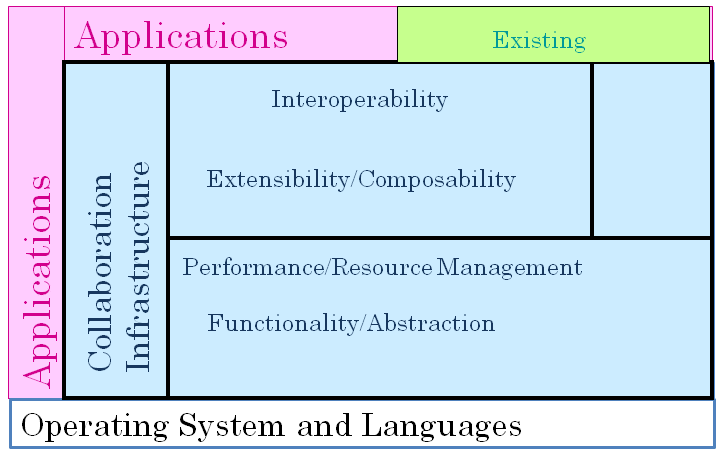 Applications
Existing
Interoperability
Extensibility/Composability
Performance/Resource Management
Functionality/Abstraction
Collaboration
Infrastructure
Applications
Operating System and Languages